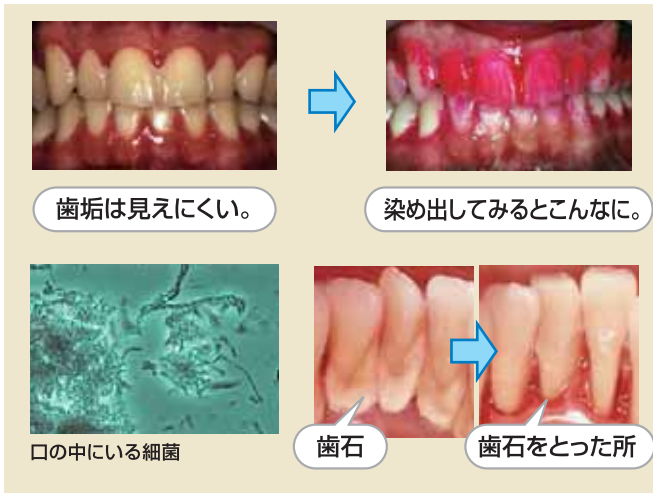 歯垢は見えにくい。
染め出してみるとこんなに。
口の中にいる細菌
歯石
歯石をとった所